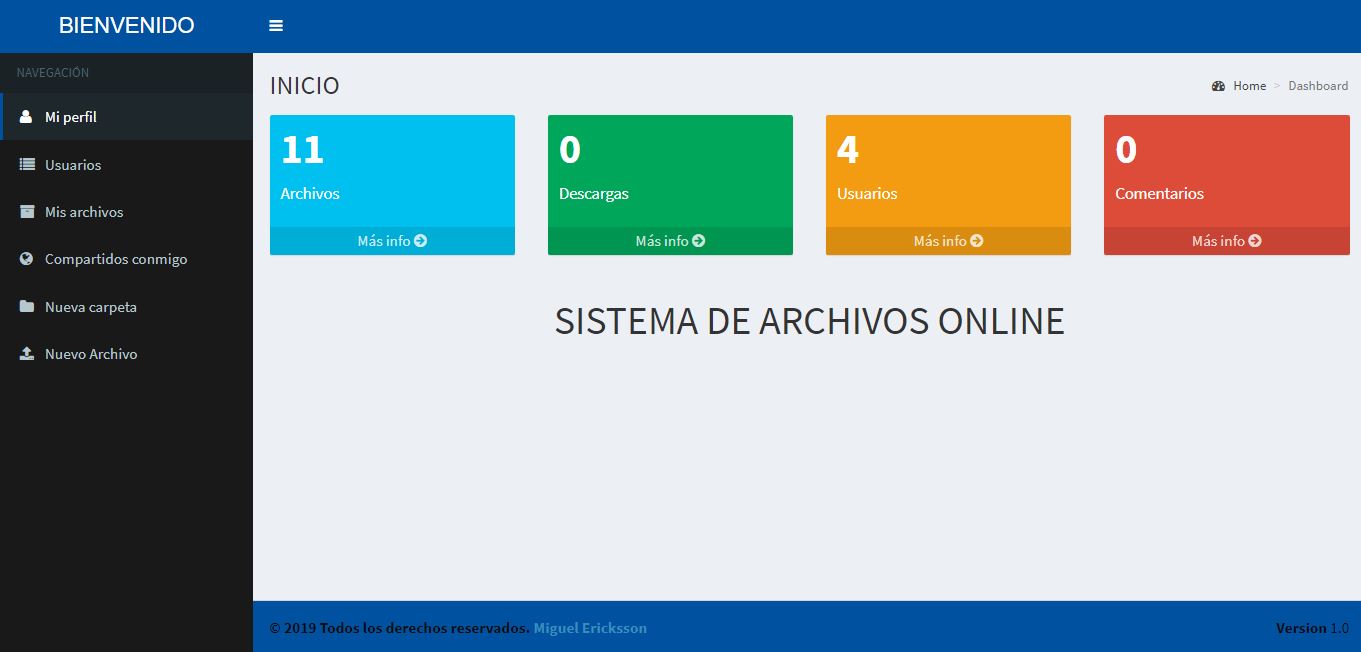 BIENVENIDO
NAVEGACIÓN
Mi perfil
Usuarios
Mis archivos
Compartidos conmigo
Nueva carpeta
Nuevo Archivo
INICIO
Home > Dashboard
11
Archivos
Más info
0
Descargas
Más info
4
Usuarios
Más info
0
Comentarios
Más info
SISTEMA DE ARCHIVOS ONLINE
© 2019 Todos los derechos reservados. Miguel Ericksson
Version 1.0